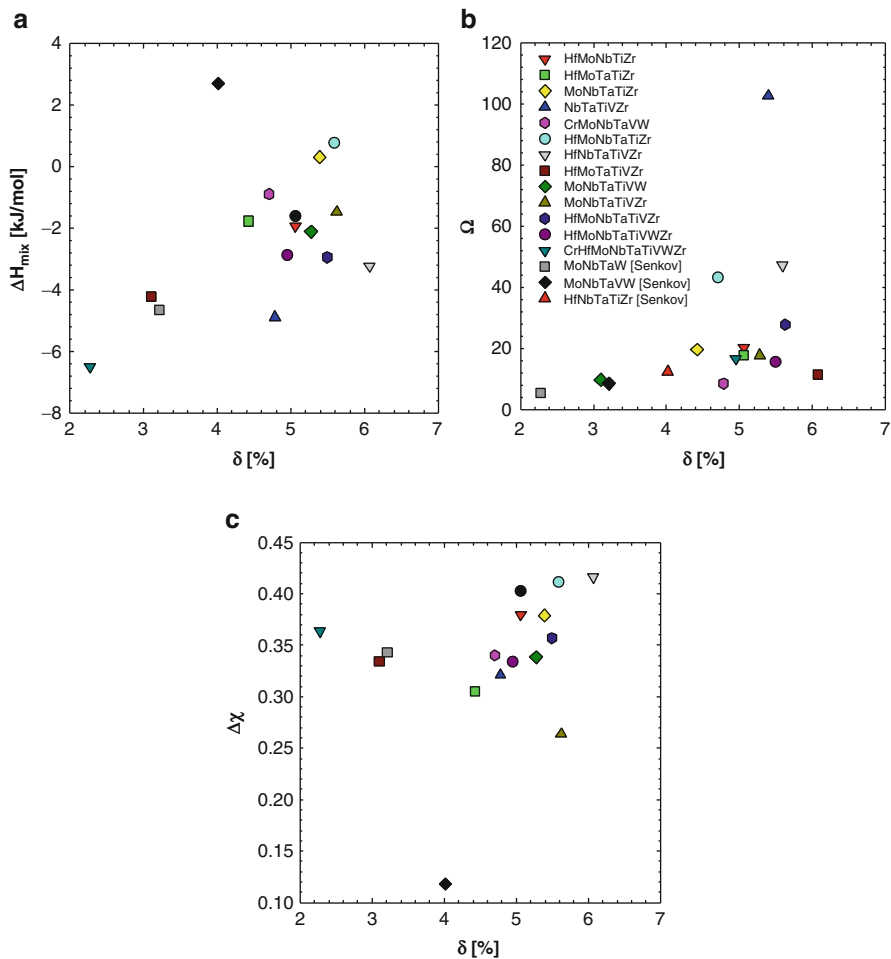 a
4
2
0
−2
−4
−6
−8
ΔHmix [kJ/mol]
2 3 4 5 6 7
δ [%]
b
120
100
80
60
40
20
0
Ω
HfMoNbTiZr
HfMoTaTiZr
MoNbTaTiZr
NbTaTiVZr
CrMoNbTaVW
HfMoNbTaTiZr
HfNbTaTiVZr
HfMoTaTiVZr
MoNbTaTiVW
MoNbTaTiVZr
HfMoNbTaTiVZr
HfMoNbTaTiVWZr
CrHfMoNbTaTiVWZr
MoNbTaW [Senkov]
MoNbTaVW [Senkov]
HfNbTaTiZr [Senkov]
2 3 4 5 6 7
δ [%]
c
0.45
0.40
0.35
0.30
0.25
0.20
0.15
0.10
Δχ
2 3 4 5 6 7
δ [%]